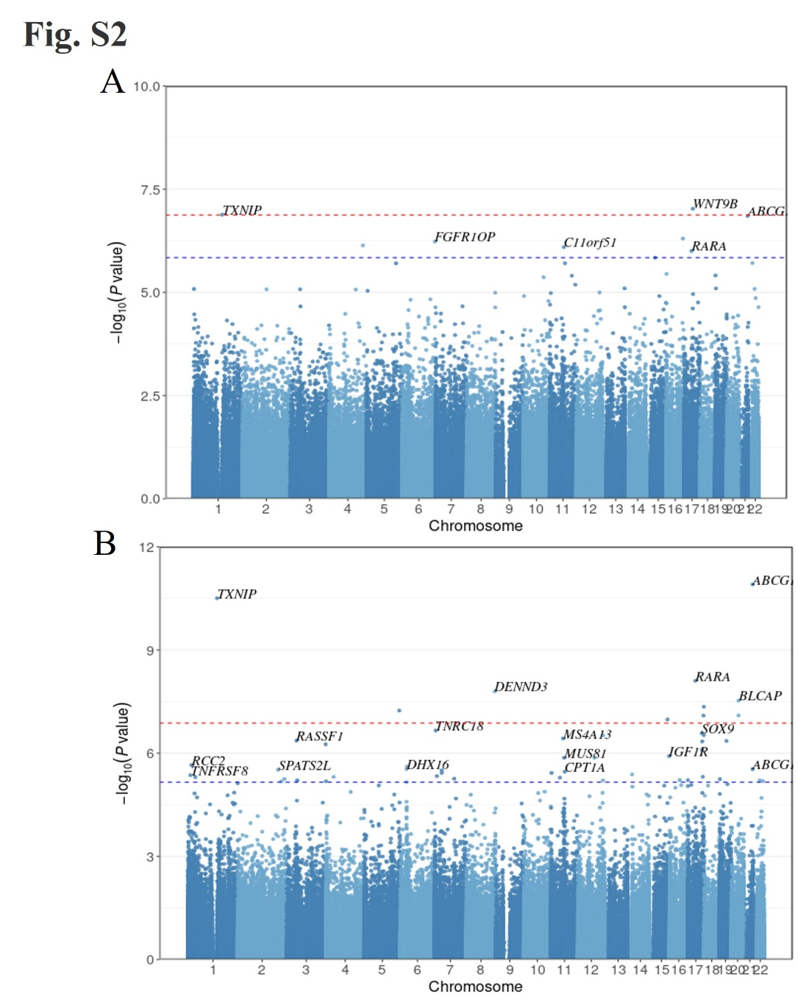 Fig. S2
A
10.0
7.5
5.0
2.5
0.0
−log10(P value)
TXNIP
WNT9B
ABCG
FGFR1OP
C11orf51
RARA
1 2 3 4 5 6 7 8 9 10 11 12 13 14 15 16 17 18 19 20 21 22
Chromosome
B
12
9
6
3
0
−log10(P value)
ABCG
TXNIP
RARA
DENND3
BLCAP
TNRC18
SOX9
RASSF1
MS4A13
IGF1R
MUS81
RCC2
SPATS2L
DHX16
CPT1A
ABCG
TNFRSF8
1 2 3 4 5 6 7 8 9 10 11 12 13 14 15 16 17 18 19 20 21 22
Chromosome